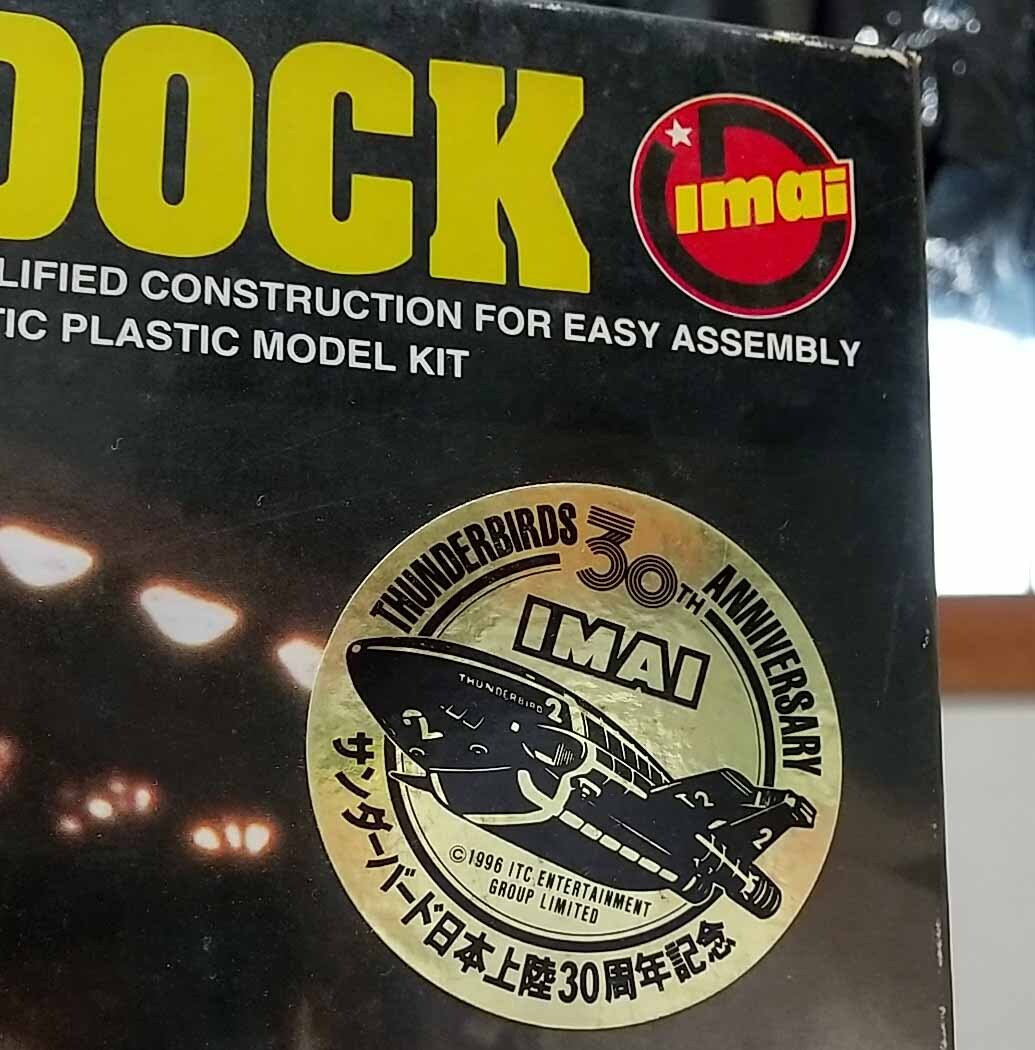 DOCK
imai
LIFIED CONSTRUCTION FOR EASY ASSEMBLY
TIC PLASTIC MODEL KIT
THUNDERBIRDS 30TH ANNIVERSARY
IMAI
THUNDERBIRD 2
2
2
2
©1996 ITC ENTERTAINMENT
GROUP LIMITED
サンダーバード日本上陸30周年記念